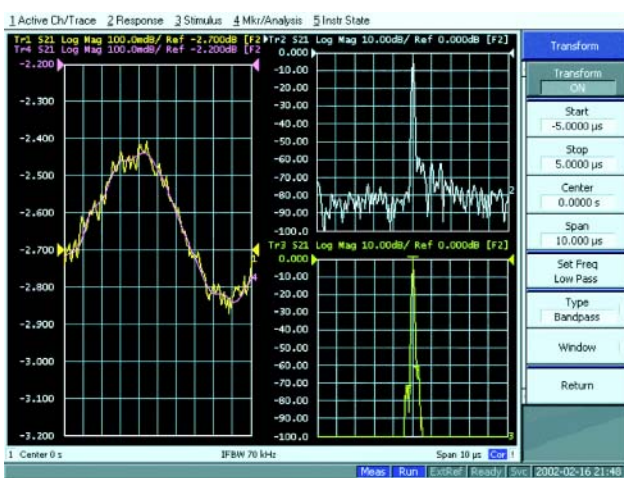 1 Active Ch/Trace 2 Response 3 Stimulus 4 Mkr/Analysis 5 Instr State
Tr1 S21 Log Mag 100.0mdB/ Ref -2.700dB [F2
Tr4 S21 Log Mag 100.0mdB/ Ref -2.200dB [F2
-2.200
-2.300
-2.400
-2.500
-2.600
-2.700
-2.800
-2.900
-3.000
-3.100
-3.200
1
4
Tr2 S21 Log Mag 10.00dB/ Ref 0.000dB [F2]
0.000
-10.00
-20.00
-30.00
-40.00
-50.00
-60.00
-70.00
-80.00
-90.00
-100.0
2
Tr3 S21 Log Mag 10.00dB/ Ref 0.000dB [F2]
0.000
-10.00
-20.00
-30.00
-40.00
-50.00
-60.00
-70.00
-80.00
-90.00
-100.0
3
1 Center 0 s IFBW 70 kHz Span 10 µs Cor !
Transform
Transform
ON
Start
-5.0000 µs
Stop
5.0000 µs
Center
0.0000 s
Span
10.000 µs
Set Freq
Low Pass
Type
Bandpass
Window
Return
Meas Run ExtRef Ready Svc 2002-02-16 21:48